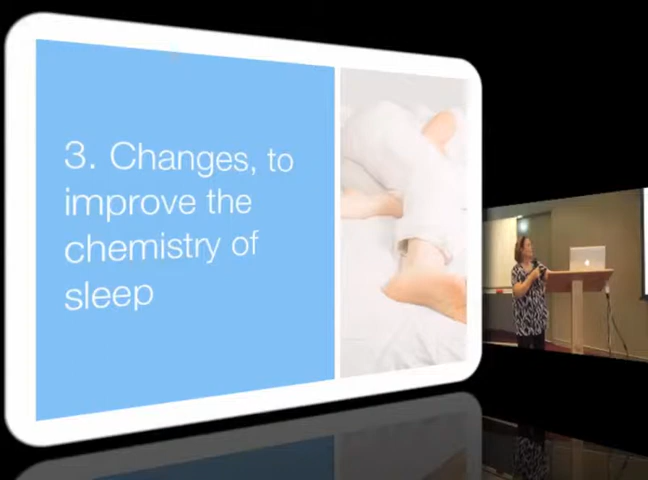 3. Changes, to
improve the
chemistry of
sleep